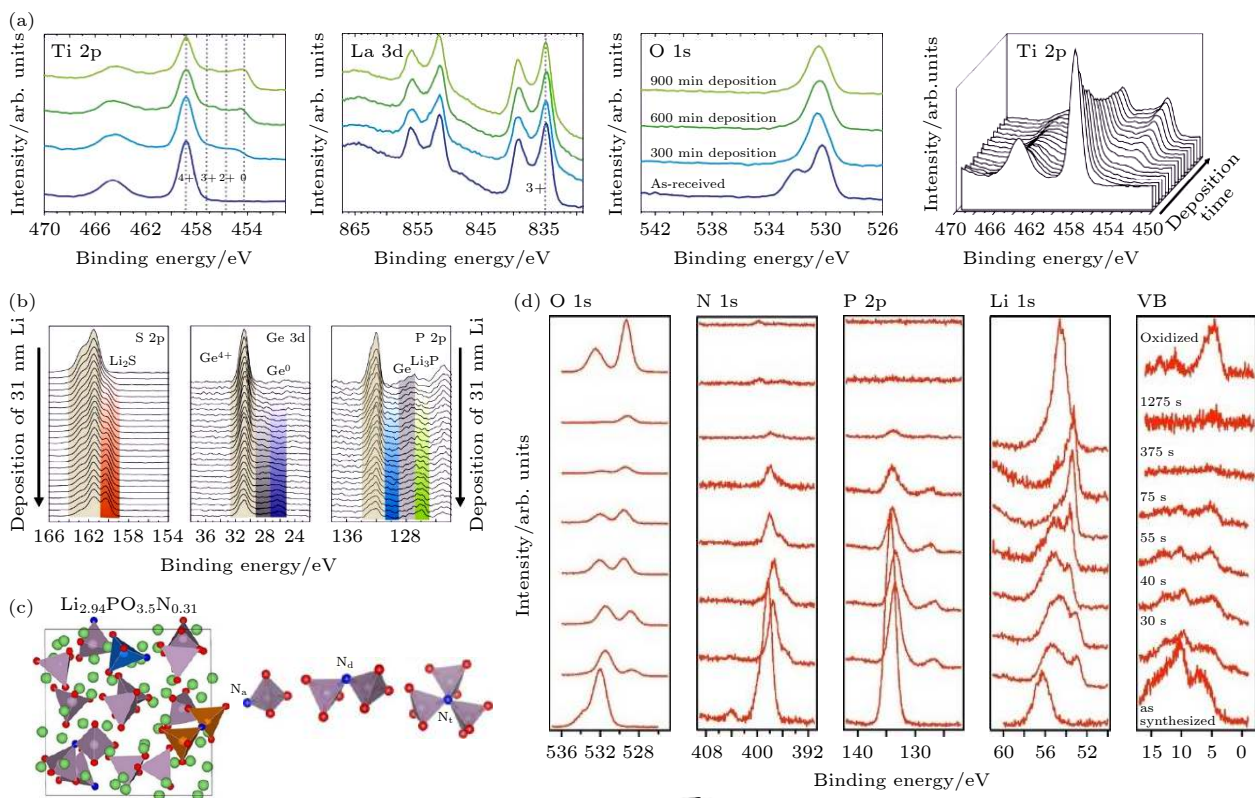 (a)
Ti 2p
La 3d
O 1s
Ti 2p
Intensity/arb. units
Intensity/arb. units
Intensity/arb. units
Intensity/arb. units
4+ 3+ 2+ 0
3+
900 min deposition
600 min deposition
300 min deposition
As-received
470 466 462 458 454
865 855 845 835
542 538 534 530 526
470 466 462 458 454 450
Binding energy/eV
Binding energy/eV
Binding energy/eV
Binding energy/eV
Deposition time
(b)
Deposition of 31 nm Li
S 2p
Li₂S
Ge 3d
Ge⁴⁺
Ge⁰
P 2p
Ge
Li₃P
Deposition of 31 nm Li
166 162 158 154
36 32 28 24
136 128
Binding energy/eV
(c)
Li₂.₉₄PO₃.₅N₀.₃₁
Nₐ
N_d
Nₜ
(d)
O 1s
N 1s
P 2p
Li 1s
VB
Intensity/arb. units
Oxidized
1275 s
375 s
75 s
55 s
40 s
30 s
as synthesized
536 532 528
408 400 392
140 130
60 56 52
15 10 5 0
Binding energy/eV